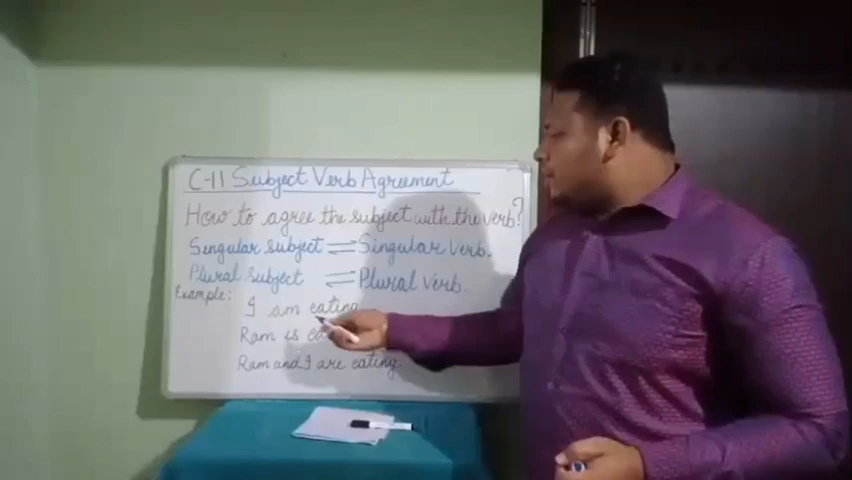 C-11 Subject Verb Agreement
How to agree the subject with the verb?
Sengular subject ⇌ Singular verb.
Plural subject ⇌ Plural verb.
Example: I am eating
Ram is
Ram and I are eating.